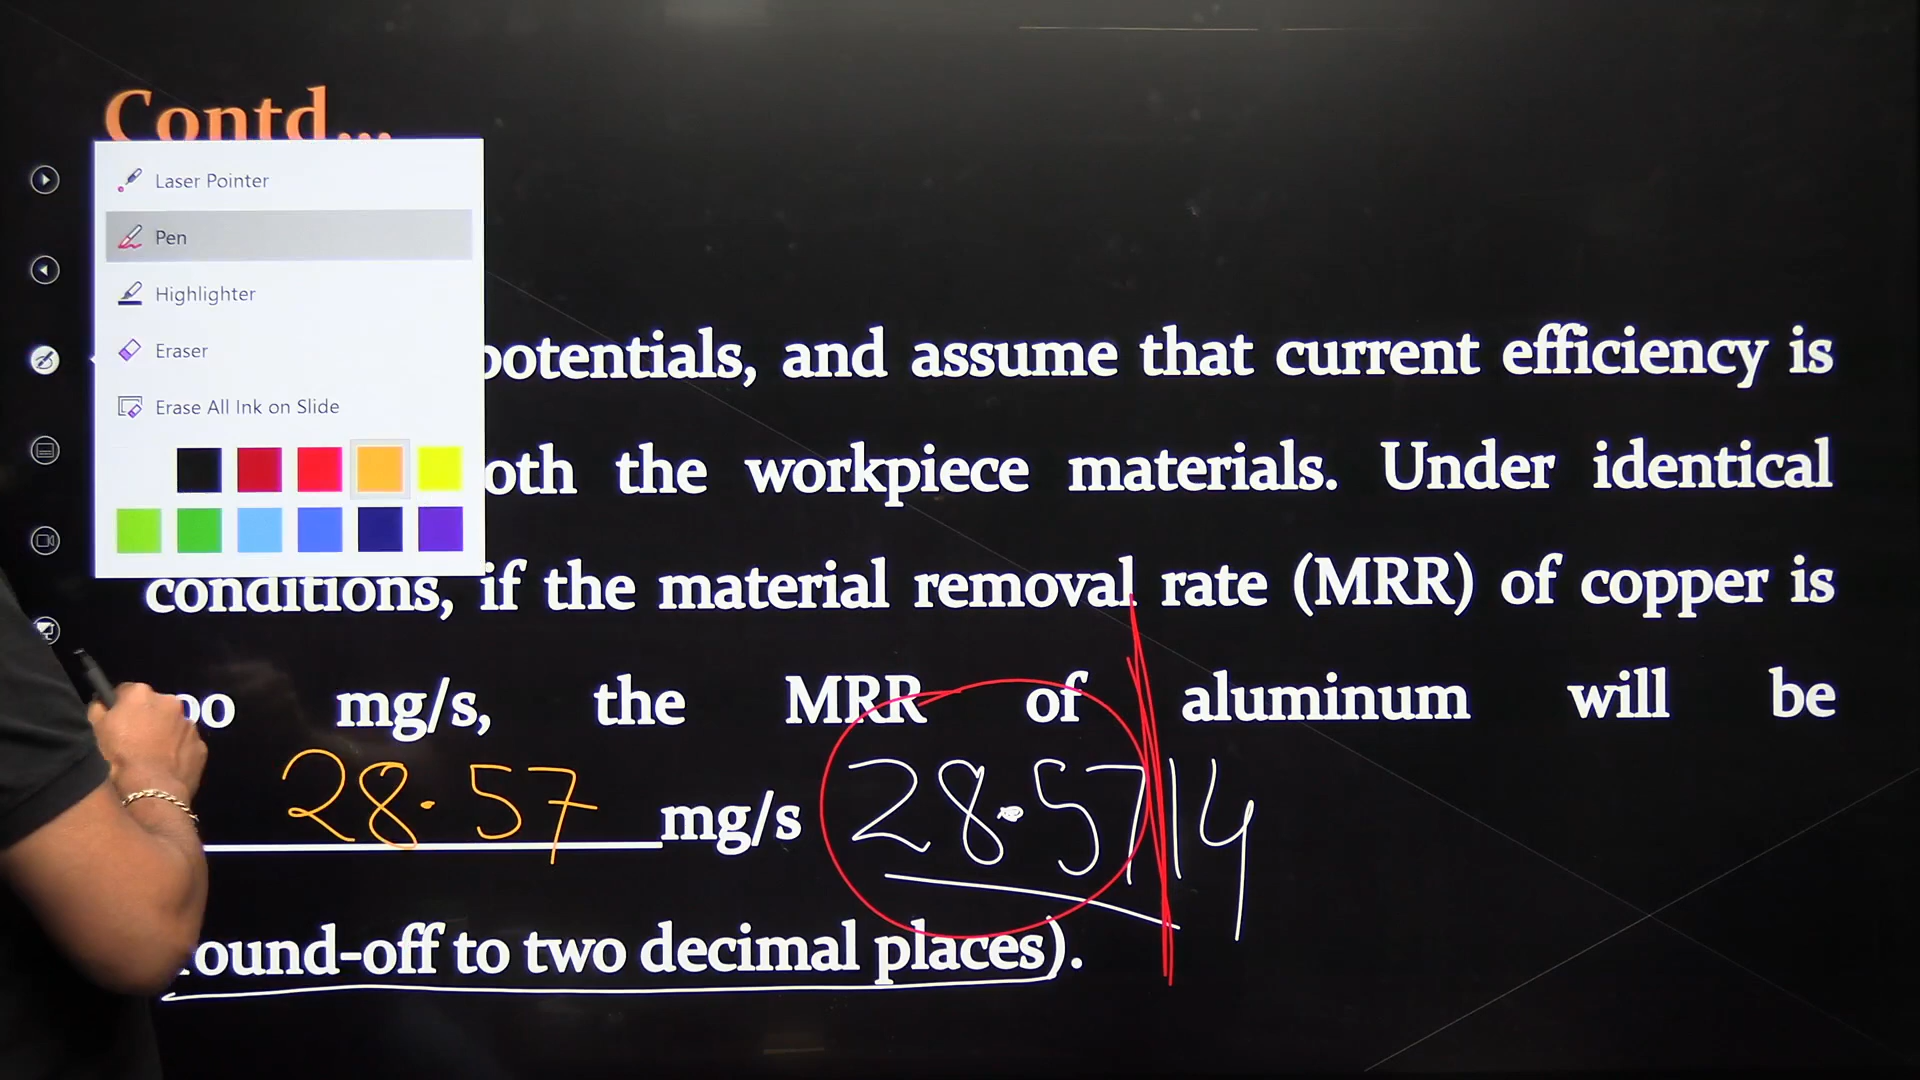 Contd...
Laser Pointer
Pen
Highlighter
Eraser
Erase All Ink on Slide
potentials, and assume that current efficiency is
oth the workpiece materials. Under identical
conditions, if the material removal rate (MRR) of copper is
oo mg/s, the MRR of aluminum will be
28.57 mg/s 28.5714
ound-off to two decimal places).